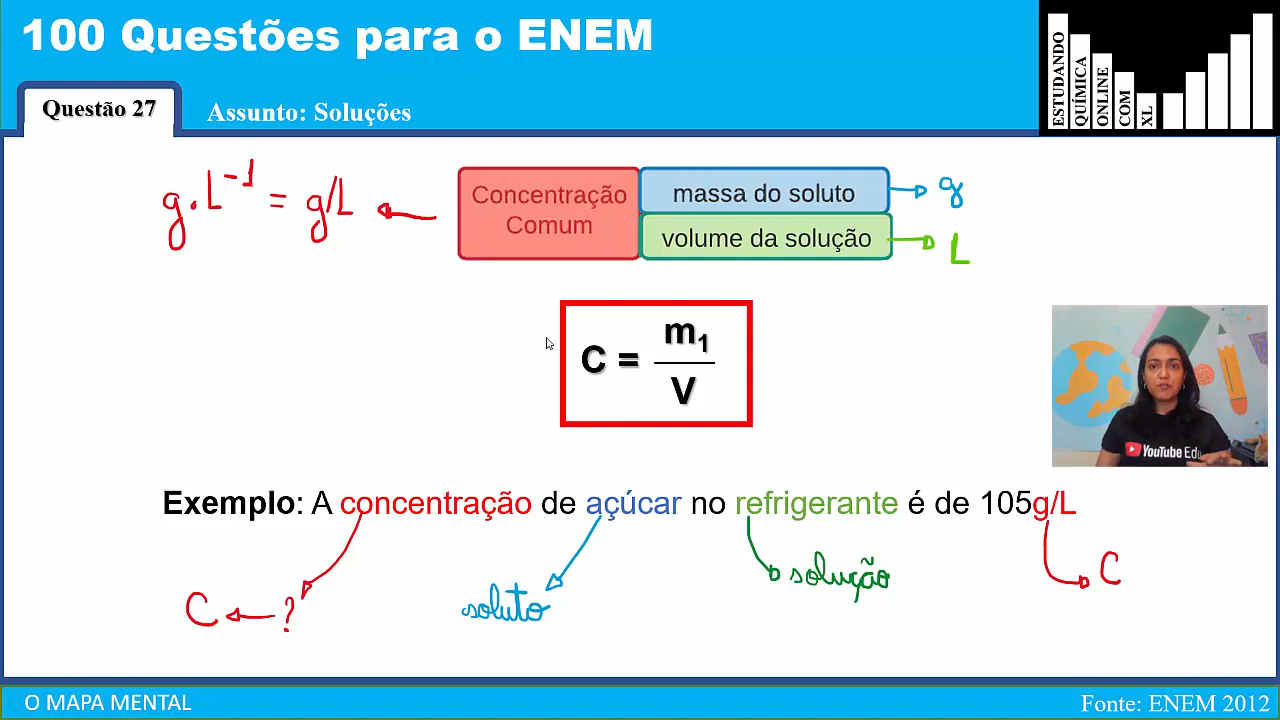 100 Questões para o ENEM
ESTUDANDO
QUÍMICA
ONLINE
COM
XL
Questão 27
Assunto: Soluções
g.L⁻¹ = g/L
Concentração
Comum
massa do soluto
g
volume da solução
L
C = m₁
V
YouTube Edu
Exemplo: A concentração de açúcar no refrigerante é de 105g/L
C
?
soluto
solução
C
O MAPA MENTAL
Fonte: ENEM 2012